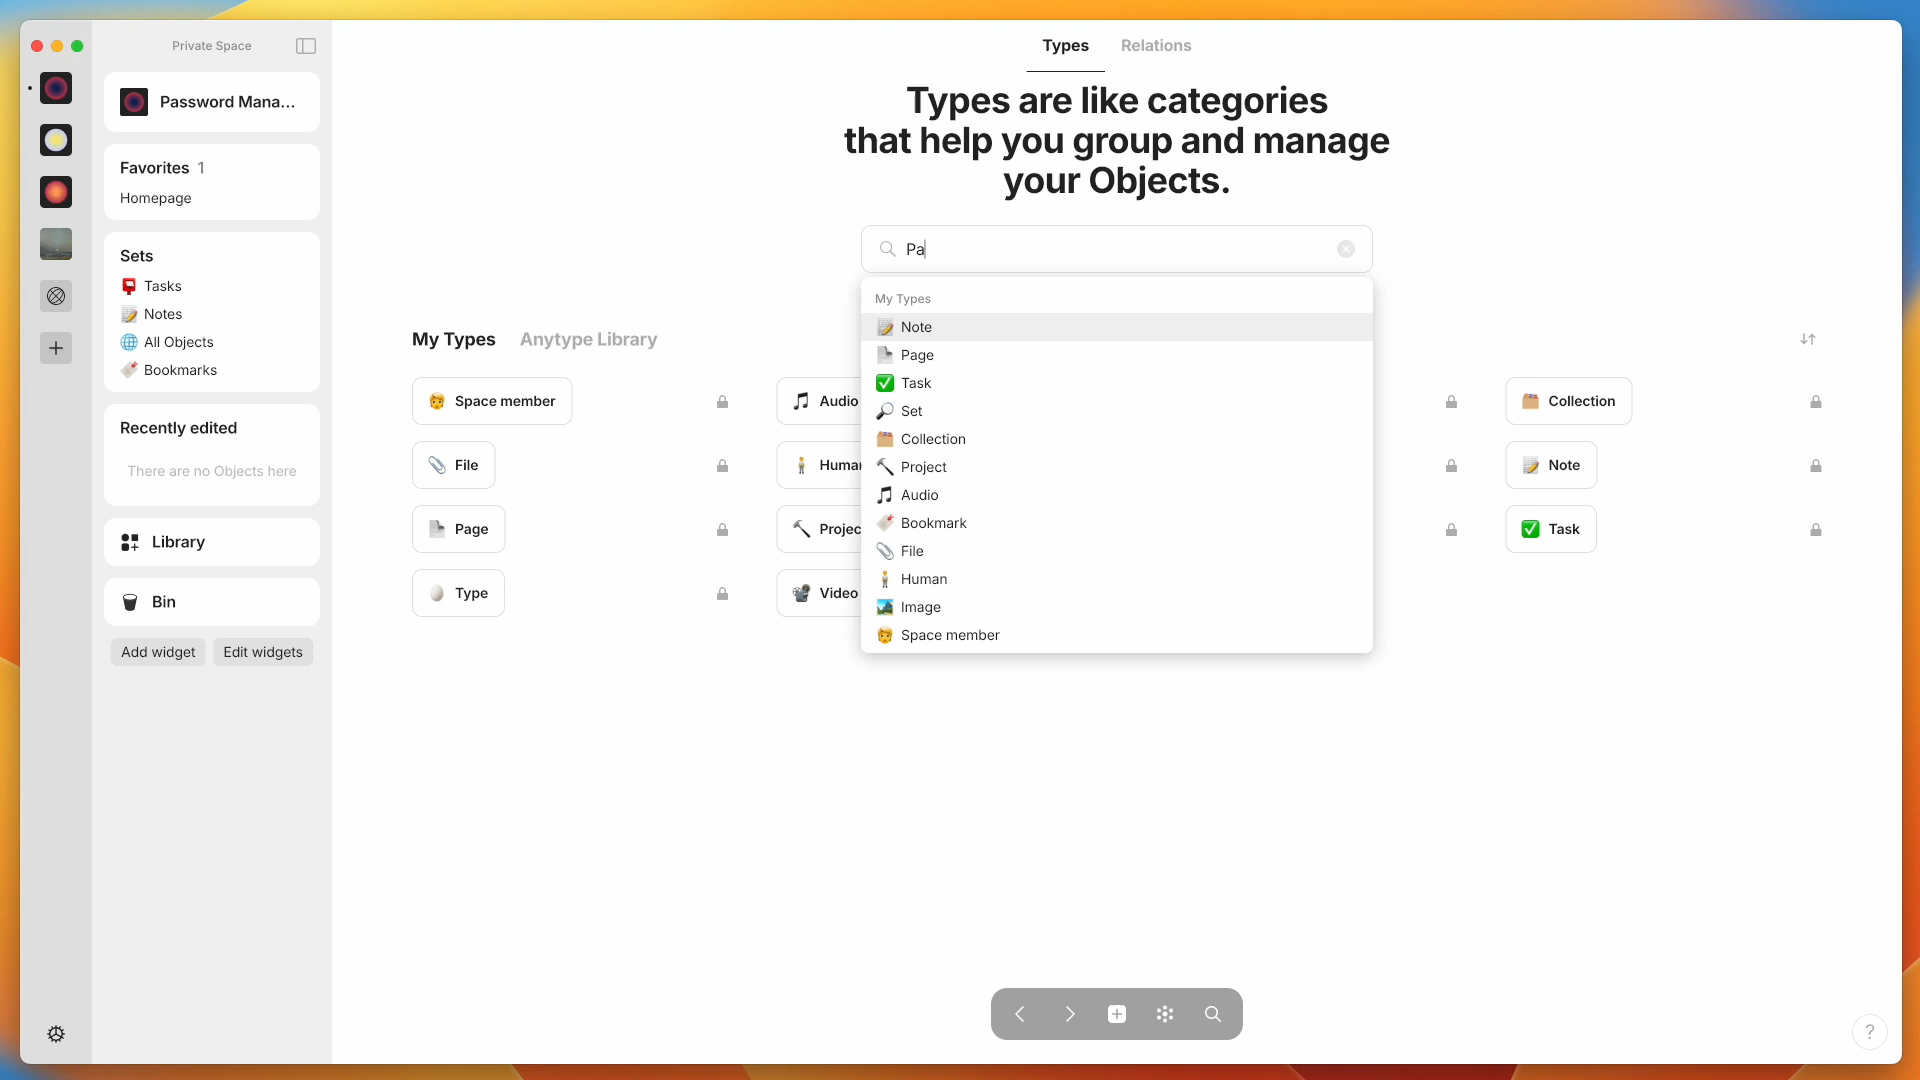 Private Space
Password Mana...
Favorites 1
Homepage
Sets
Tasks
Notes
All Objects
Bookmarks
Recently edited
There are no Objects here
Library
Bin
Add widget Edit widgets
Types Relations
Types are like categories
that help you group and manage
your Objects.
Pa
My Types
Note
Page
Task
Set
Collection
Project
Audio
Bookmark
File
Human
Image
Space member
My Types Anytype Library
Space member Audio Collection
File Human Note
Page Projec Task
Type Video
?